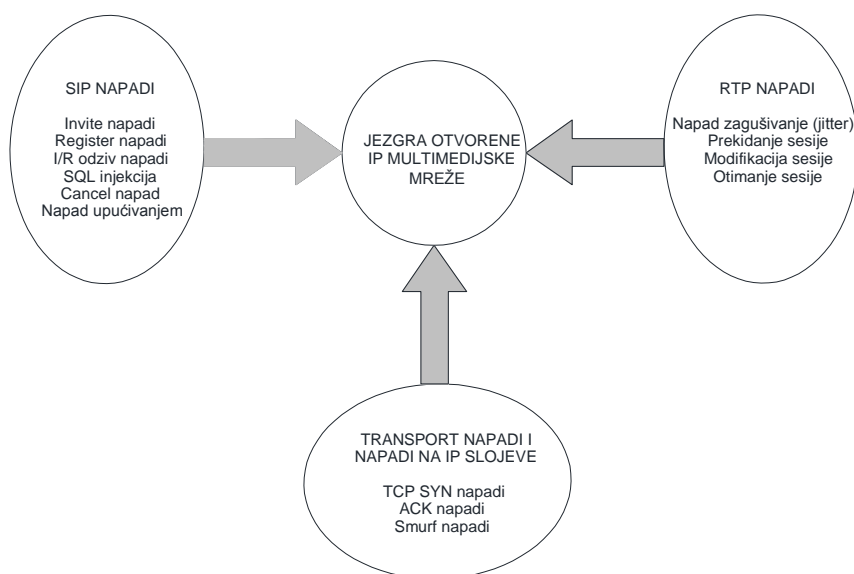 SIP NAPADI
Invite napadi
Register napadi
I/R odziv napadi
SQL injekcija
Cancel napad
Napad upućivanjem
JEZGRA OTVORENE
IP MULTIMEDIJSKE
MREŽE
RTP NAPADI
Napad zagušivanje (jitter)
Prekidanje sesije
Modifikacija sesije
Otimanje sesije
TRANSPORT NAPADI I
NAPADI NA IP SLOJEVE
TCP SYN napadi
ACK napadi
Smurf napadi